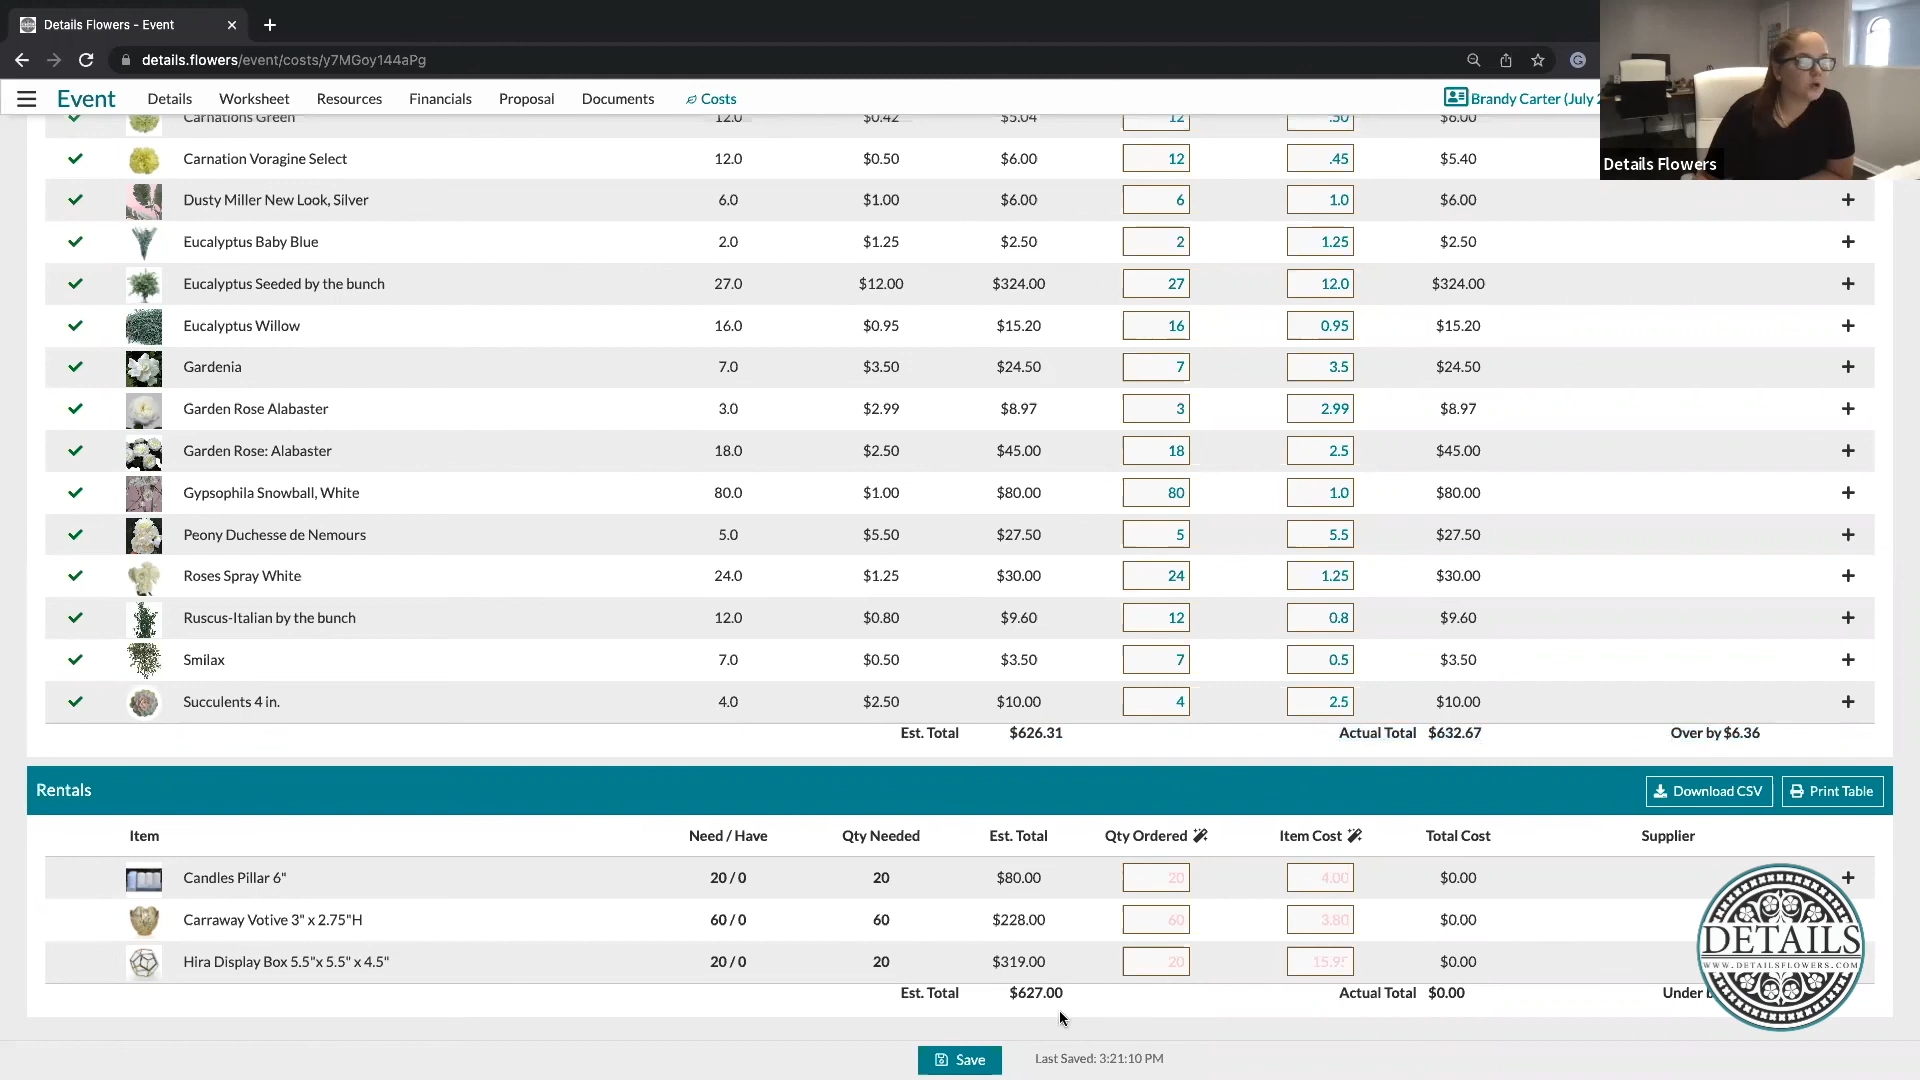 Details Flowers - Event
details.flowers/event/costs/y7MGoy144aPg
Event Details Worksheet Resources Financials Proposal Documents Costs Brandy Carter (July
Details Flowers
Carnations Green 12.0 $0.42 $5.04 12 .50 $6.00
Carnation Voragine Select 12.0 $0.50 $6.00 12 .45 $5.40
Dusty Miller New Look, Silver 6.0 $1.00 $6.00 6 1.0 $6.00
Eucalyptus Baby Blue 2.0 $1.25 $2.50 2 1.25 $2.50
Eucalyptus Seeded by the bunch 27.0 $12.00 $324.00 27 12.0 $324.00
Eucalyptus Willow 16.0 $0.95 $15.20 16 0.95 $15.20
Gardenia 7.0 $3.50 $24.50 7 3.5 $24.50
Garden Rose Alabaster 3.0 $2.99 $8.97 3 2.99 $8.97
Garden Rose: Alabaster 18.0 $2.50 $45.00 18 2.5 $45.00
Gypsophila Snowball, White 80.0 $1.00 $80.00 80 1.0 $80.00
Peony Duchesse de Nemours 5.0 $5.50 $27.50 5 5.5 $27.50
Roses Spray White 24.0 $1.25 $30.00 24 1.25 $30.00
Ruscus-Italian by the bunch 12.0 $0.80 $9.60 12 0.8 $9.60
Smilax 7.0 $0.50 $3.50 7 0.5 $3.50
Succulents 4 in. 4.0 $2.50 $10.00 4 2.5 $10.00
Est. Total $626.31 Actual Total $632.67 Over by $6.36
Rentals Download CSV Print Table
Item Need / Have Qty Needed Est. Total Qty Ordered Item Cost Total Cost Supplier
Candles Pillar 6" 20 / 0 20 $80.00 20 4.00 $0.00
Carraway Votive 3" x 2.75"H 60 / 0 60 $228.00 60 3.80 $0.00
Hira Display Box 5.5"x 5.5" x 4.5" 20 / 0 20 $319.00 20 15.95 $0.00
Est. Total $627.00 Actual Total $0.00 Under
DETAILS
WWW.DETAILSFLOWERS.COM
Save Last Saved: 3:21:10 PM